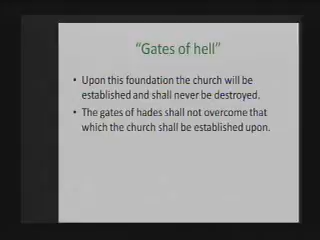 “Gates of hell”
• Upon this foundation the church will be
established and shall never be destroyed.
• The gates of hades shall not overcome that
which the church shall be established upon.